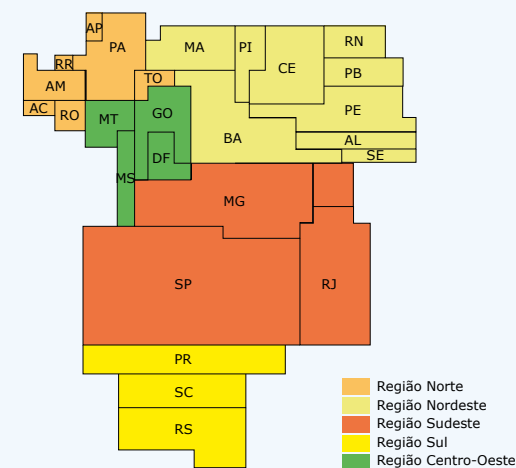 AP
PA
MA
PI
CE
RN
RR
PB
AM
TO
AC
RO
MT
GO
PE
BA
AL
DF
SE
MS
MG
SP
RJ
PR
SC
RS
Região Norte
Região Nordeste
Região Sudeste
Região Sul
Região Centro-Oeste